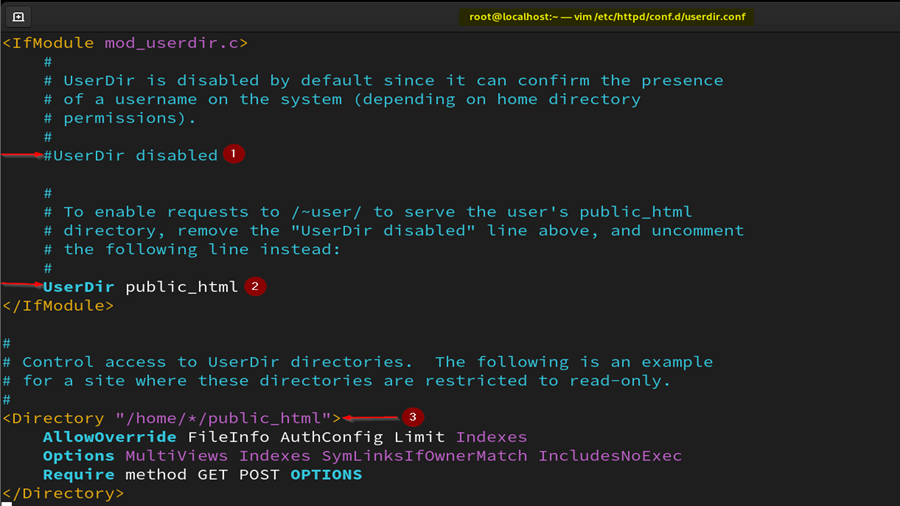 root@localhost:~ — vim /etc/httpd/conf.d/userdir.conf
<IfModule mod_userdir.c>
    #
    # UserDir is disabled by default since it can confirm the presence
    # of a username on the system (depending on home directory
    # permissions).
    #
    #UserDir disabled 1
    #
    # To enable requests to /~user/ to serve the user's public_html
    # directory, remove the "UserDir disabled" line above, and uncomment
    # the following line instead:
    #
    UserDir public_html 2
</IfModule>
#
# Control access to UserDir directories.  The following is an example
# for a site where these directories are restricted to read-only.
#
<Directory "/home/*/public_html"> 3
    AllowOverride FileInfo AuthConfig Limit Indexes
    Options MultiViews Indexes SymLinksIfOwnerMatch IncludesNoExec
    Require method GET POST OPTIONS
</Directory>